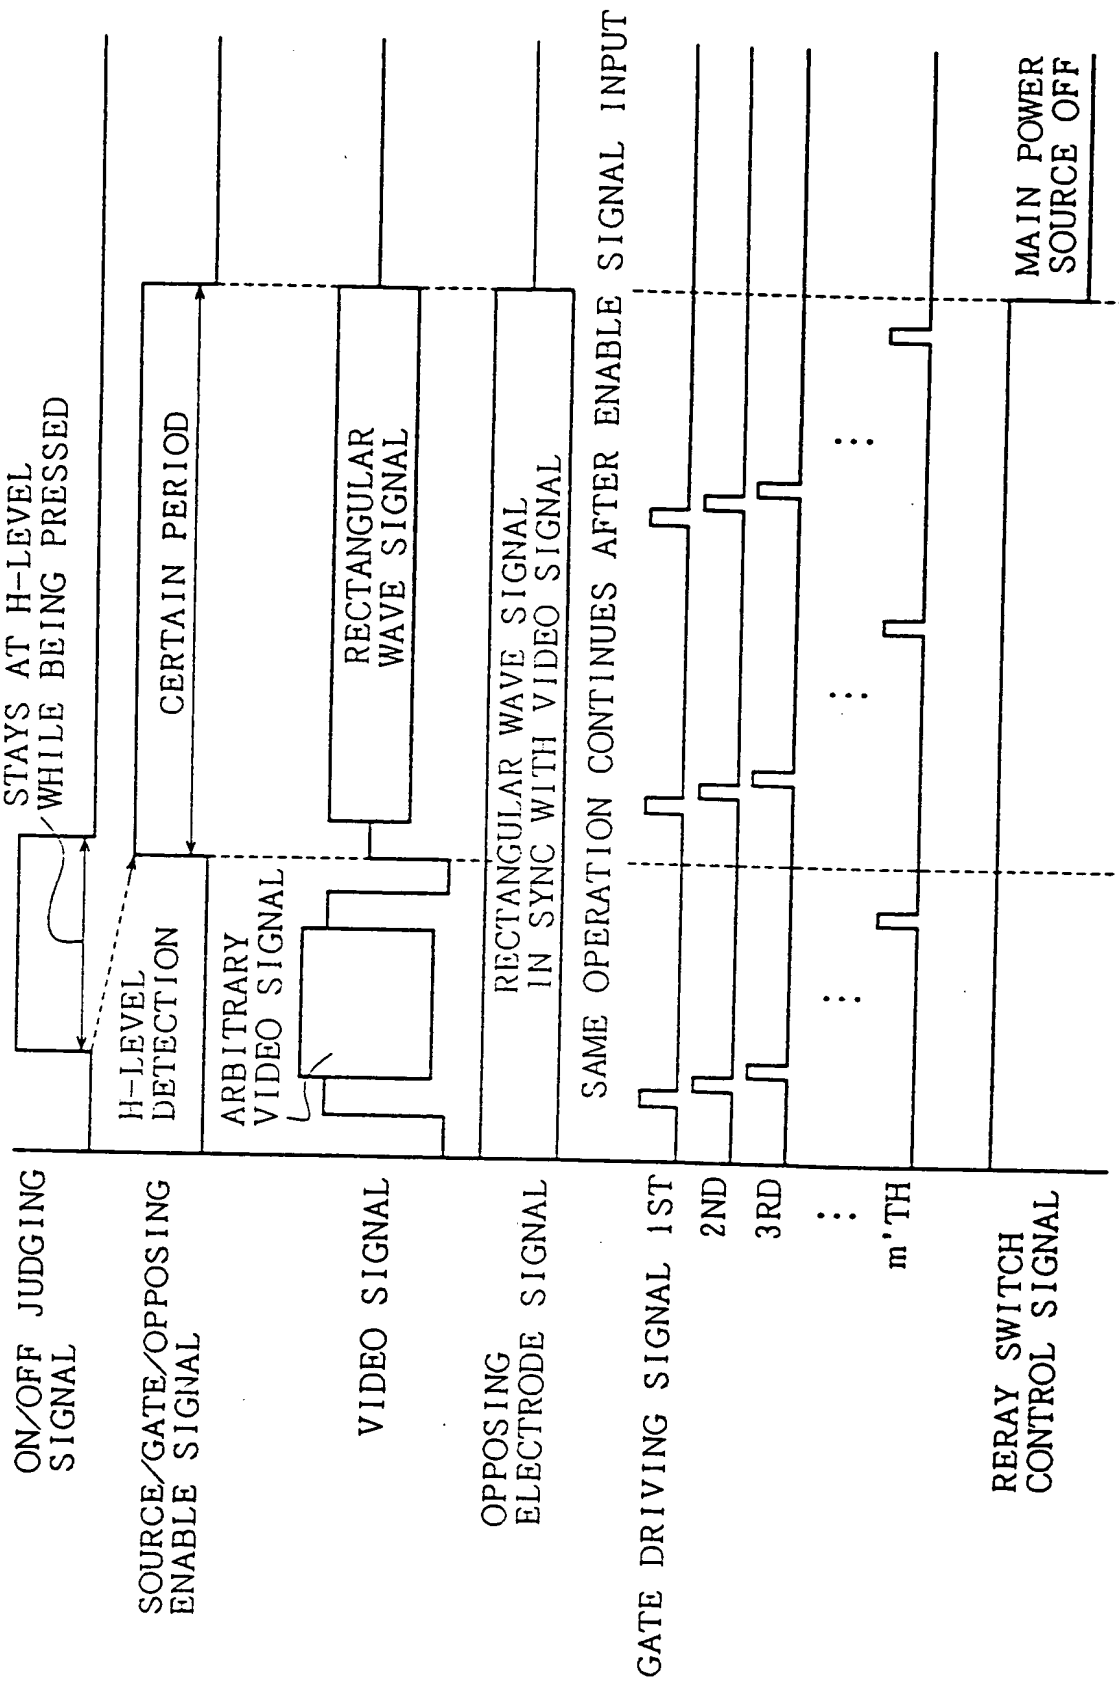 STAYS AT H-LEVEL
WHILE BEING PRESSED
ON/OFF JUDGING
SIGNAL
H-LEVEL
DETECTION
CERTAIN PERIOD
SOURCE/GATE/OPPOSING
ENABLE SIGNAL
ARBITRARY
VIDEO SIGNAL
RECTANGULAR
WAVE SIGNAL
VIDEO SIGNAL
RECTANGULAR WAVE SIGNAL
IN SYNC WITH VIDEO SIGNAL
OPPOSING
ELECTRODE SIGNAL
SAME OPERATION CONTINUES AFTER ENABLE SIGNAL INPUT
GATE DRIVING SIGNAL 1ST
2ND
3RD
m'TH
MAIN POWER
SOURCE OFF
RERAY SWITCH
CONTROL SIGNAL